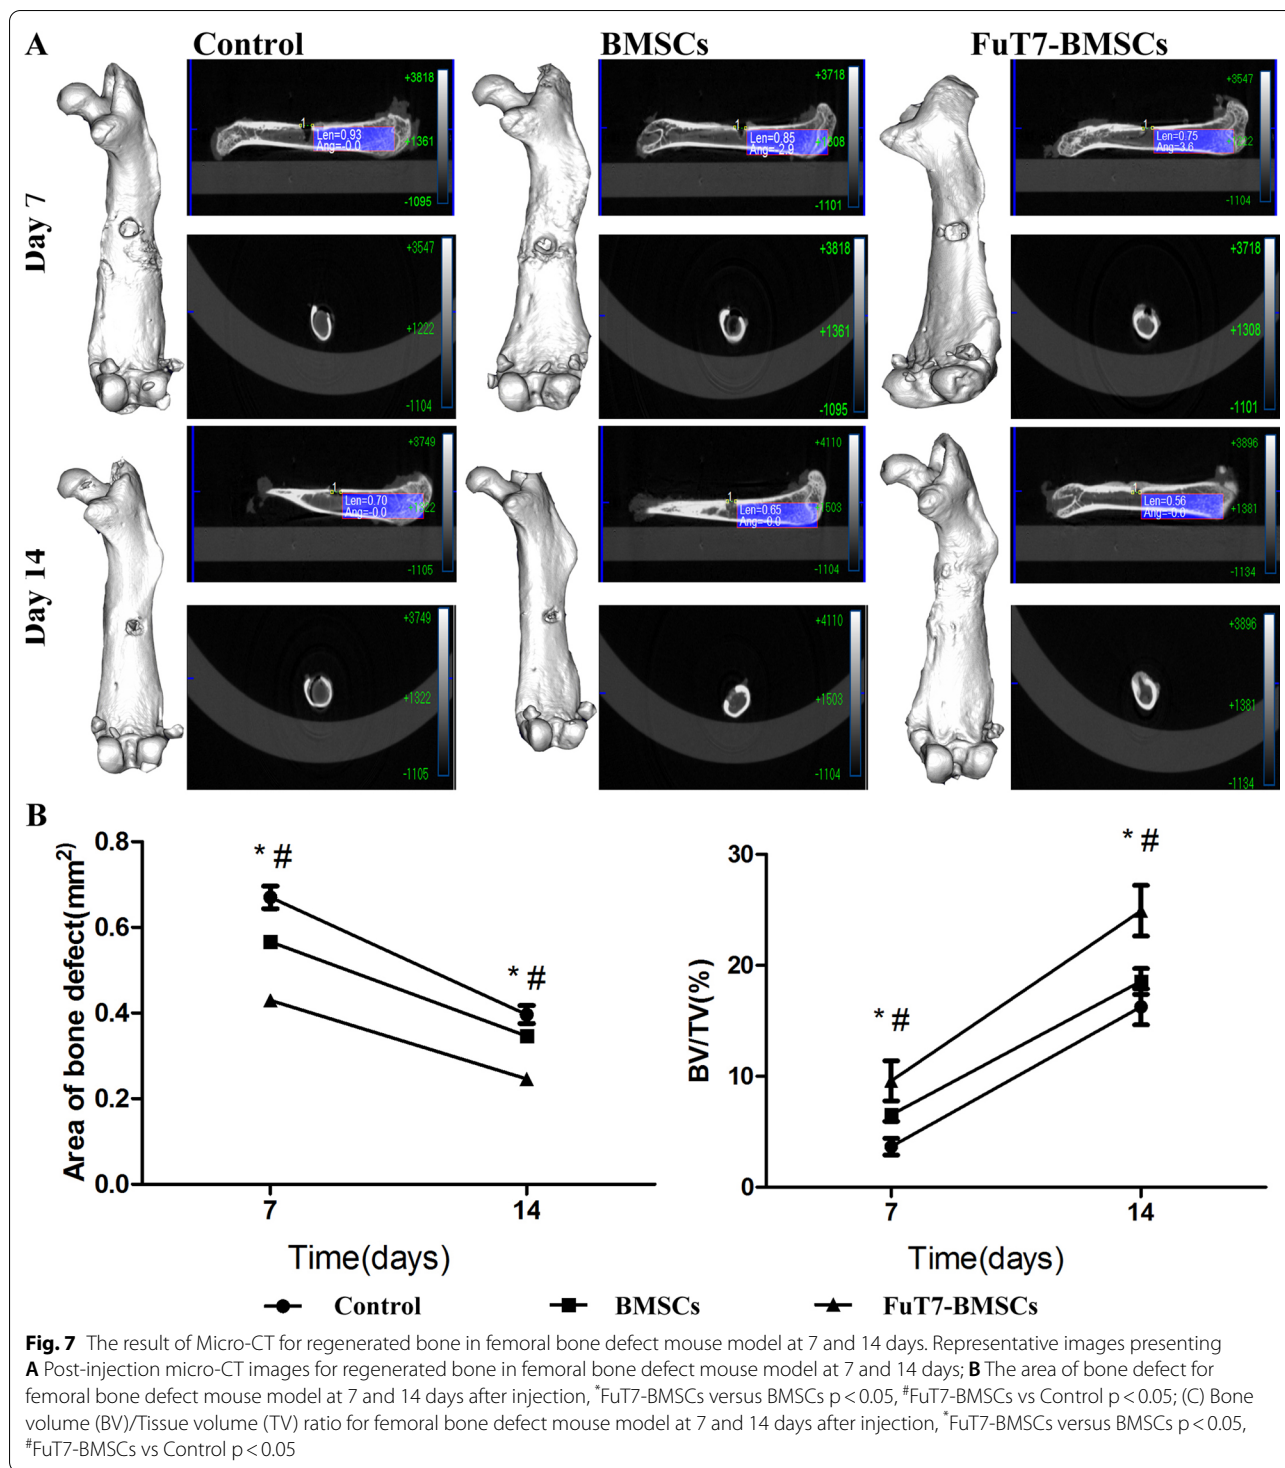 A
Control
BMSCs
FuT7-BMSCs
Day 7
+3818
1
Len=0.93
Ang=-0.0
+1361
-1095
+3718
1
Len=0.85
Ang=-2.9
+1308
-1101
+3547
1
Len=0.75
Ang=3.6
+1222
-1104
+3547
+1222
-1104
+3818
+1361
-1095
+3718
+1308
-1101
Day 14
+3749
1
Len=0.70
Ang=-0.0
-1105
+4110
1
Len=0.65
Ang=-0.0
+1503
-1104
+3896
1
Len=0.56
Ang=-0.0
+1381
-1134
+3749
+1322
-1105
+4110
+1503
-1104
+3896
+1381
-1134
B
Area of bone defect(mm2)
0.8
0.6
0.4
0.2
0.0
* #
* #
7
14
Time(days)
BV/TV(%)
30
20
10
0
* #
* #
7
14
Time(days)
Control
BMSCs
FuT7-BMSCs
Fig. 7 The result of Micro-CT for regenerated bone in femoral bone defect mouse model at 7 and 14 days. Representative images presenting
A Post-injection micro-CT images for regenerated bone in femoral bone defect mouse model at 7 and 14 days; B The area of bone defect for
femoral bone defect mouse model at 7 and 14 days after injection, *FuT7-BMSCs versus BMSCs p < 0.05, #FuT7-BMSCs vs Control p < 0.05; (C) Bone
volume (BV)/Tissue volume (TV) ratio for femoral bone defect mouse model at 7 and 14 days after injection, *FuT7-BMSCs versus BMSCs p < 0.05,
#FuT7-BMSCs vs Control p < 0.05